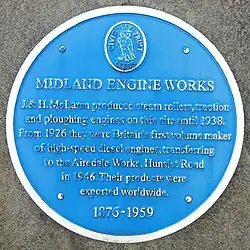 MIDLAND ENGINE WORKS
J. & H. McLaren produced steam rollers, traction
and ploughing engines on this site until 1938.
From 1926 they were Britain's first volume maker
of high-speed diesel engines, transferring
to the Airedale Works, Hunslet Road
in 1946. Their products were
exported worldwide.
1876-1959